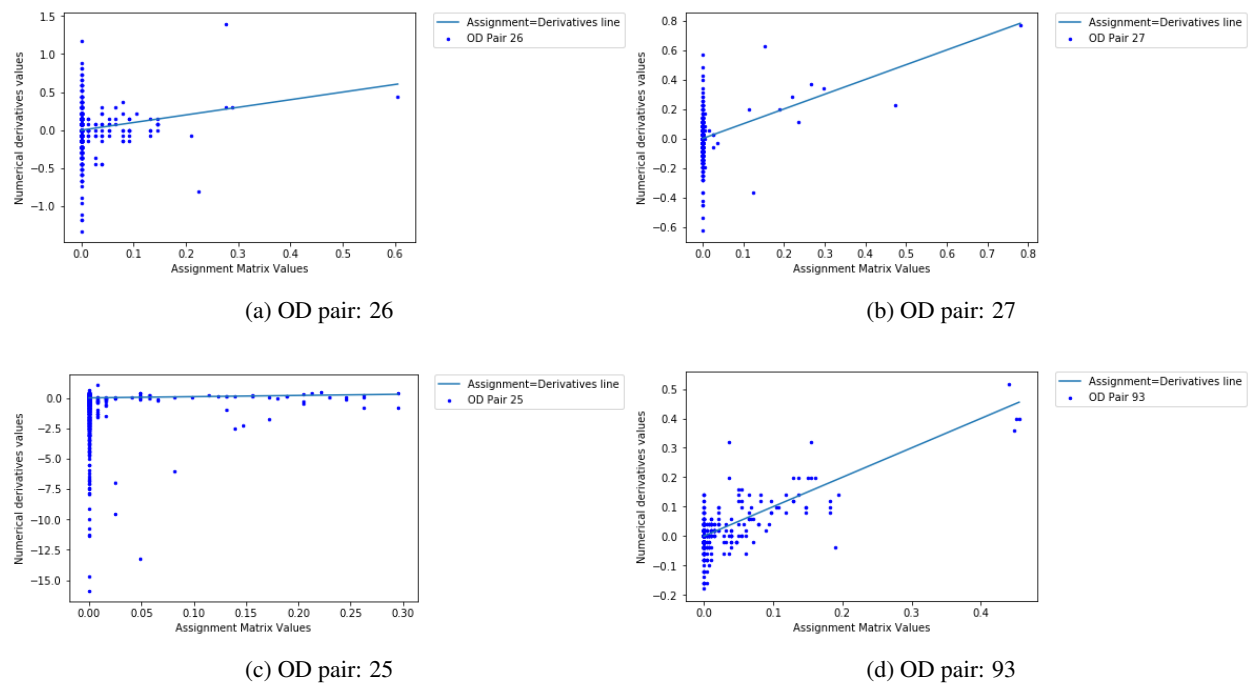 1.5
1.0
0.5
0.0
−0.5
−1.0
Numerical derivatives values
0.0 0.1 0.2 0.3 0.4 0.5 0.6
Assignment Matrix Values
Assignment=Derivatives line
OD Pair 26
(a) OD pair: 26
0.8
0.6
0.4
0.2
0.0
−0.2
−0.4
−0.6
Numerical derivatives values
0.0 0.1 0.2 0.3 0.4 0.5 0.6 0.7 0.8
Assignment Matrix Values
Assignment=Derivatives line
OD Pair 27
(b) OD pair: 27
0.0
−2.5
−5.0
−7.5
−10.0
−12.5
−15.0
Numerical derivatives values
0.00 0.05 0.10 0.15 0.20 0.25 0.30
Assignment Matrix Values
Assignment=Derivatives line
OD Pair 25
(c) OD pair: 25
0.5
0.4
0.3
0.2
0.1
0.0
−0.1
−0.2
Numerical derivatives values
0.0 0.1 0.2 0.3 0.4
Assignment Matrix Values
Assignment=Derivatives line
OD Pair 93
(d) OD pair: 93